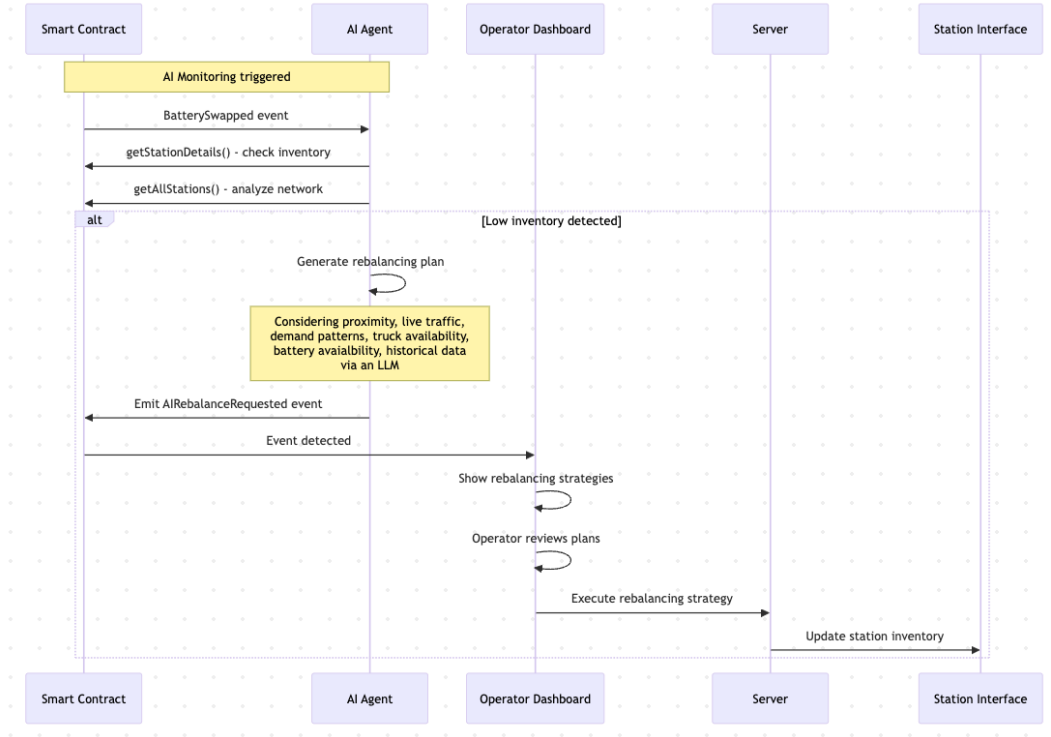 Smart Contract
AI Agent
Operator Dashboard
Server
Station Interface
AI Monitoring triggered
BatterySwapped event
getStationDetails() - check inventory
getAllStations() - analyze network
alt
[Low inventory detected]
Generate rebalancing plan
Considering proximity, live traffic,
demand patterns, truck availability,
battery avaialbility, historical data
via an LLM
Emit AIRebalanceRequested event
Event detected
Show rebalancing strategies
Operator reviews plans
Execute rebalancing strategy
Update station inventory
Smart Contract
AI Agent
Operator Dashboard
Server
Station Interface